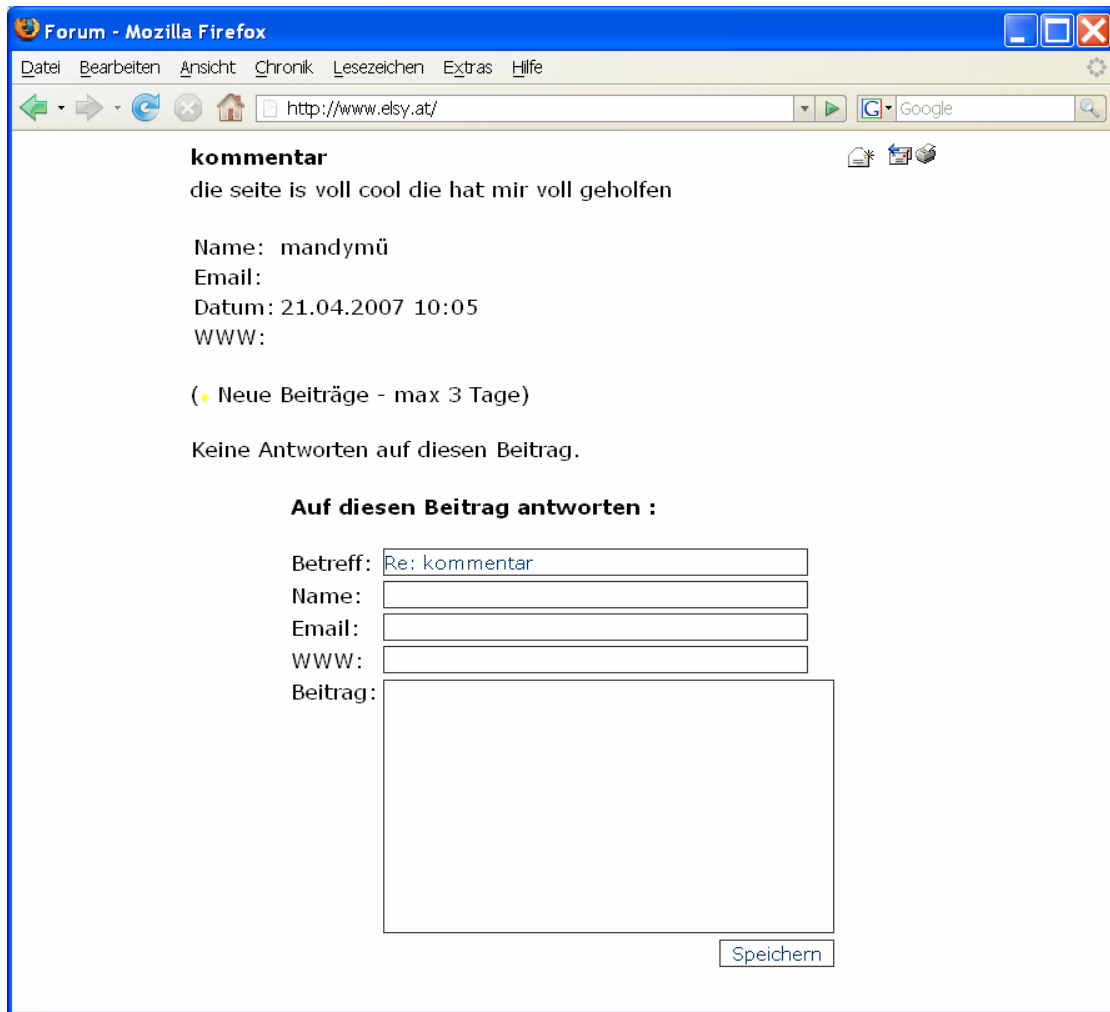 Forum - Mozilla Firefox
Datei Bearbeiten Ansicht Chronik Lesezeichen Extras Hilfe
http://www.elsy.at/ G Google
kommentar
die seite is voll cool die hat mir voll geholfen
Name: mandymü
Email:
Datum: 21.04.2007 10:05
WWW:
( Neue Beiträge - max 3 Tage)
Keine Antworten auf diesen Beitrag.
Auf diesen Beitrag antworten :
Betreff: Re: kommentar
Name:
Email:
WWW:
Beitrag:
Speichern